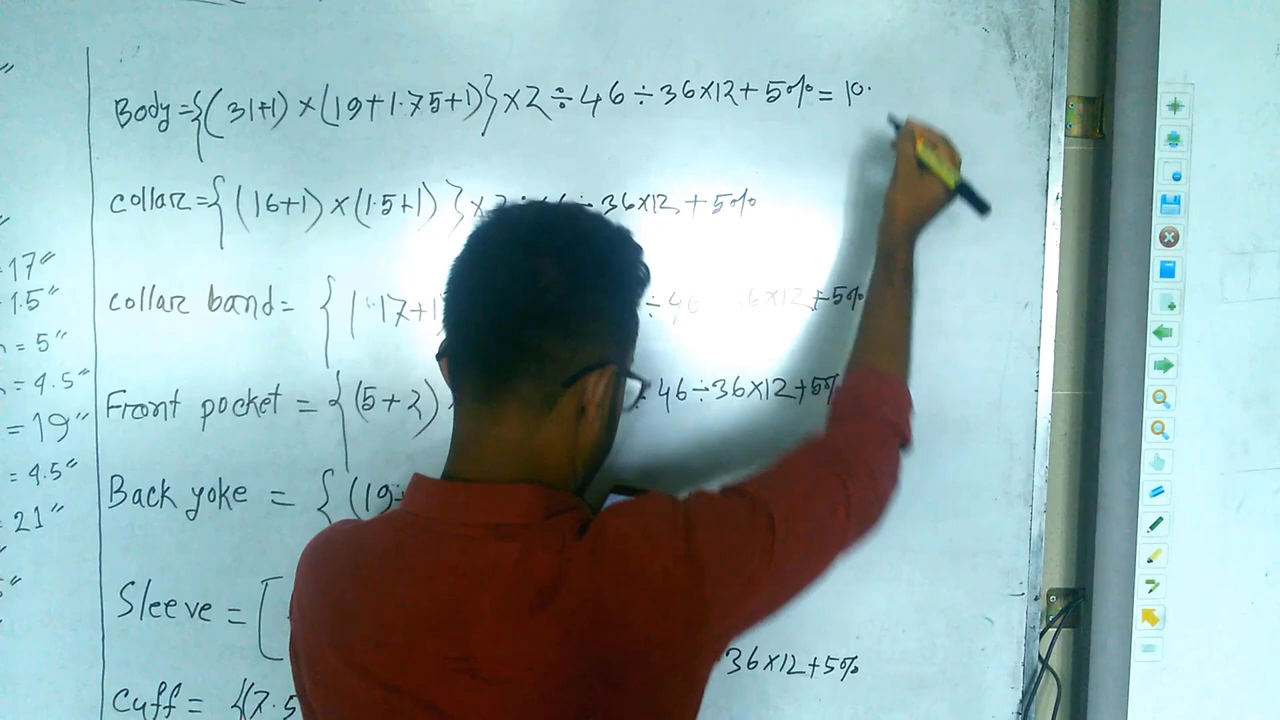 Body = {(31+1) × (19+1.75+1)} × 2 ÷ 46 ÷ 36×12 + 5% = 10.
collar = { (16+1) × (1.5+1) } × 36×12 + 5%
17"
1.5"
collar band = { 17+1 ÷ 46 36×12 + 5%
= 5"
= 4.5"
Front pocket = { (5+2) 46 ÷ 36×12 + 5%
= 19"
= 4.5"
Back yoke = { (19+
21"
Sleeve = [
36×12 + 5%
Cuff = {(7.5